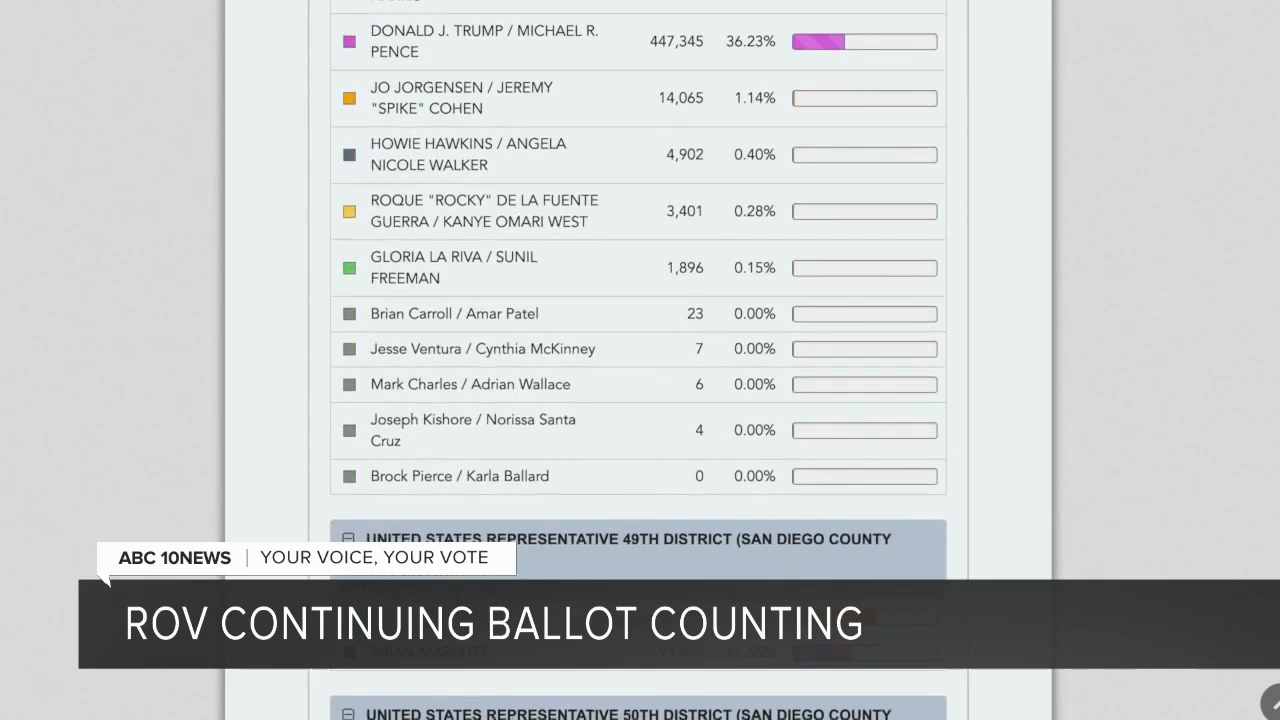 DONALD J. TRUMP / MICHAEL R. PENCE 447,345 36.23%
JO JORGENSEN / JEREMY "SPIKE" COHEN 14,065 1.14%
HOWIE HAWKINS / ANGELA NICOLE WALKER 4,902 0.40%
ROQUE "ROCKY" DE LA FUENTE GUERRA / KANYE OMARI WEST 3,401 0.28%
GLORIA LA RIVA / SUNIL FREEMAN 1,896 0.15%
Brian Carroll / Amar Patel 23 0.00%
Jesse Ventura / Cynthia McKinney 7 0.00%
Mark Charles / Adrian Wallace 6 0.00%
Joseph Kishore / Norissa Santa Cruz 4 0.00%
Brock Pierce / Karla Ballard 0 0.00%
UNITED STATES REPRESENTATIVE 49TH DISTRICT (SAN DIEGO COUNTY
ABC 10NEWS | YOUR VOICE, YOUR VOTE
ROV CONTINUING BALLOT COUNTING
UNITED STATES REPRESENTATIVE 50TH DISTRICT (SAN DIEGO COUNTY